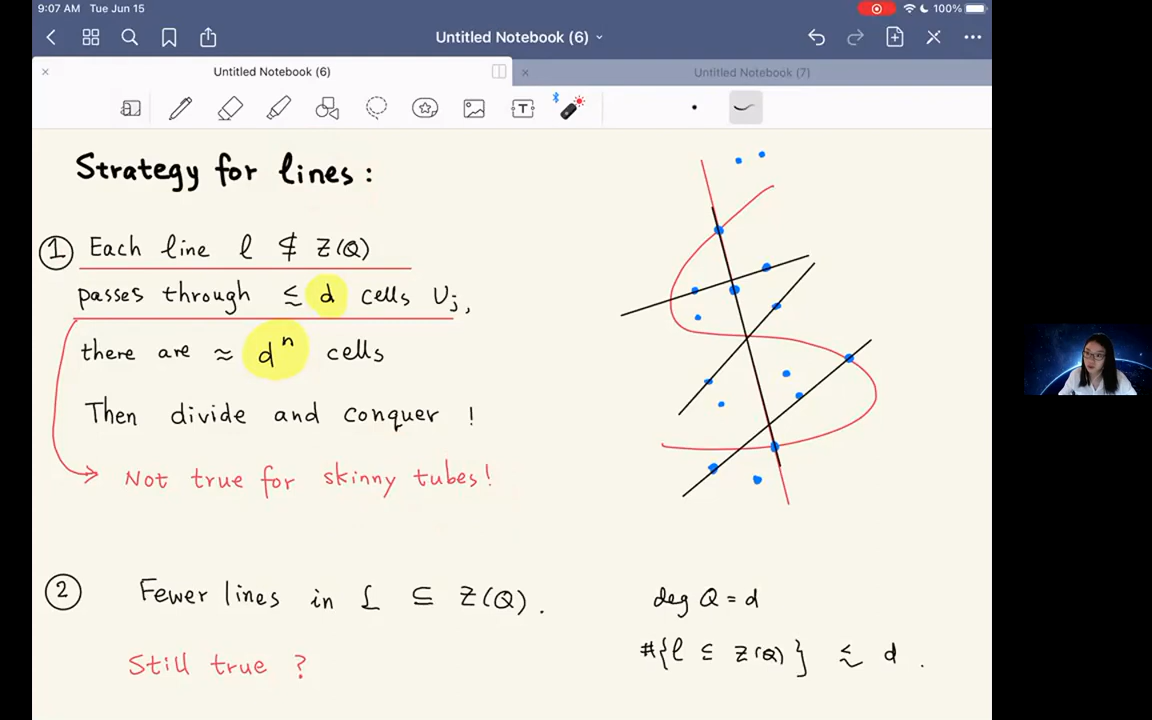 9:07 AM Tue Jun 15
100%
Untitled Notebook (6)
Untitled Notebook (6)
Untitled Notebook (7)
Strategy for lines:
① Each line l ⊄ Z(Q)
passes through ≲ d cells Uj,
there are ≈ dⁿ cells
Then divide and conquer !
Not true for skinny tubes!
② Fewer lines in L ⊆ Z(Q).
Still true ?
deg Q = d
#{l ⊆ Z(Q)} ≲ d.